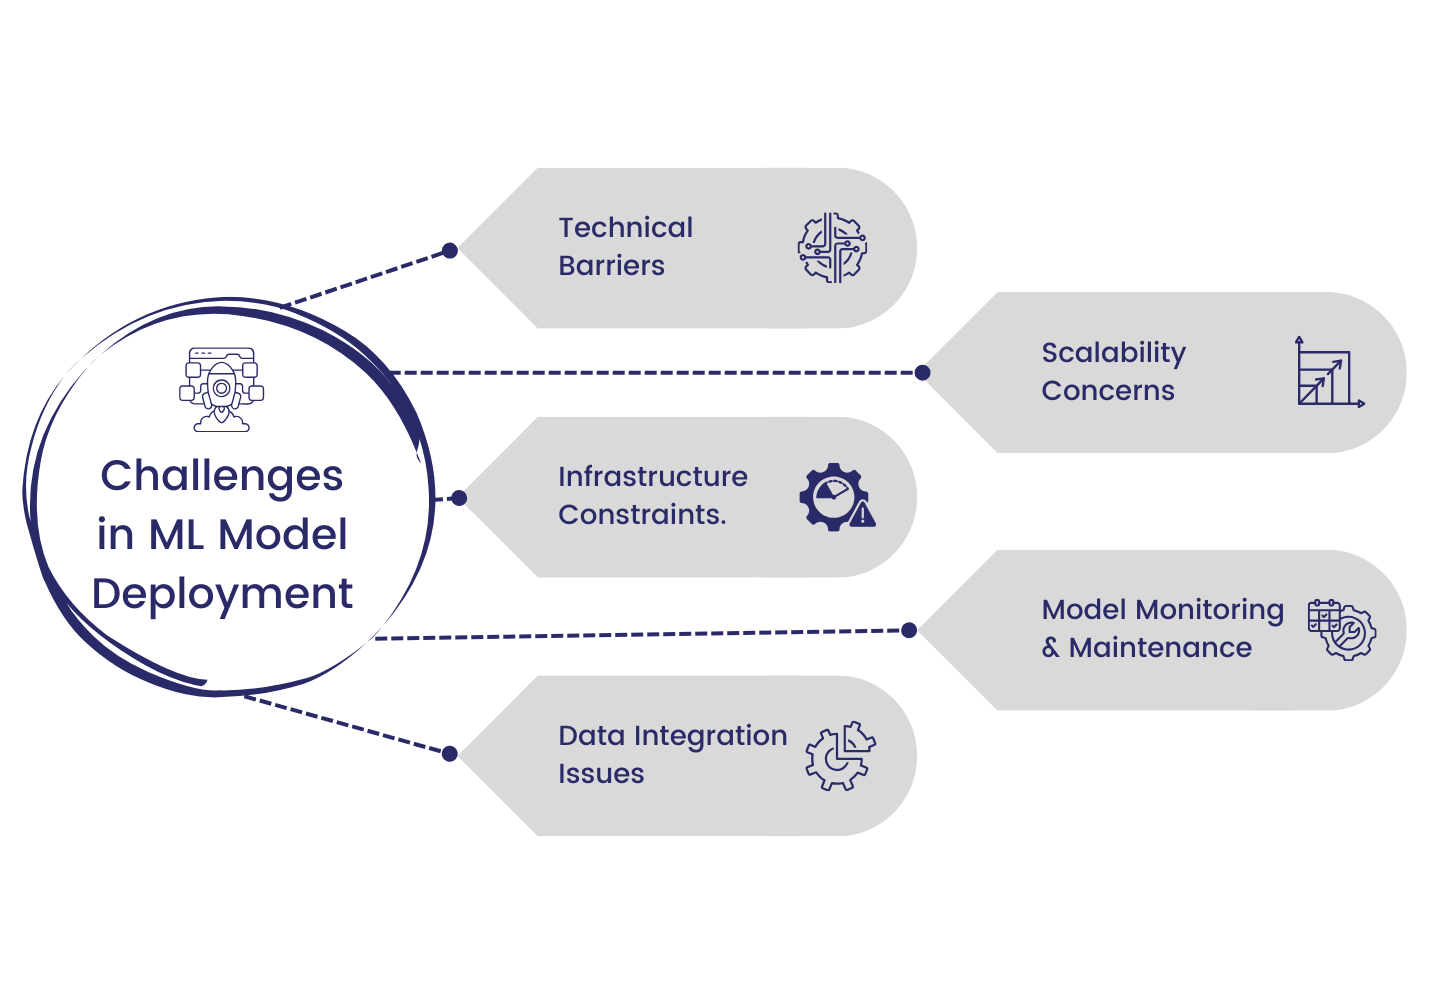 Challenges
in ML Model
Deployment
Technical
Barriers
Scalability
Concerns
Infrastructure
Constraints.
Model Monitoring
& Maintenance
Data Integration
Issues